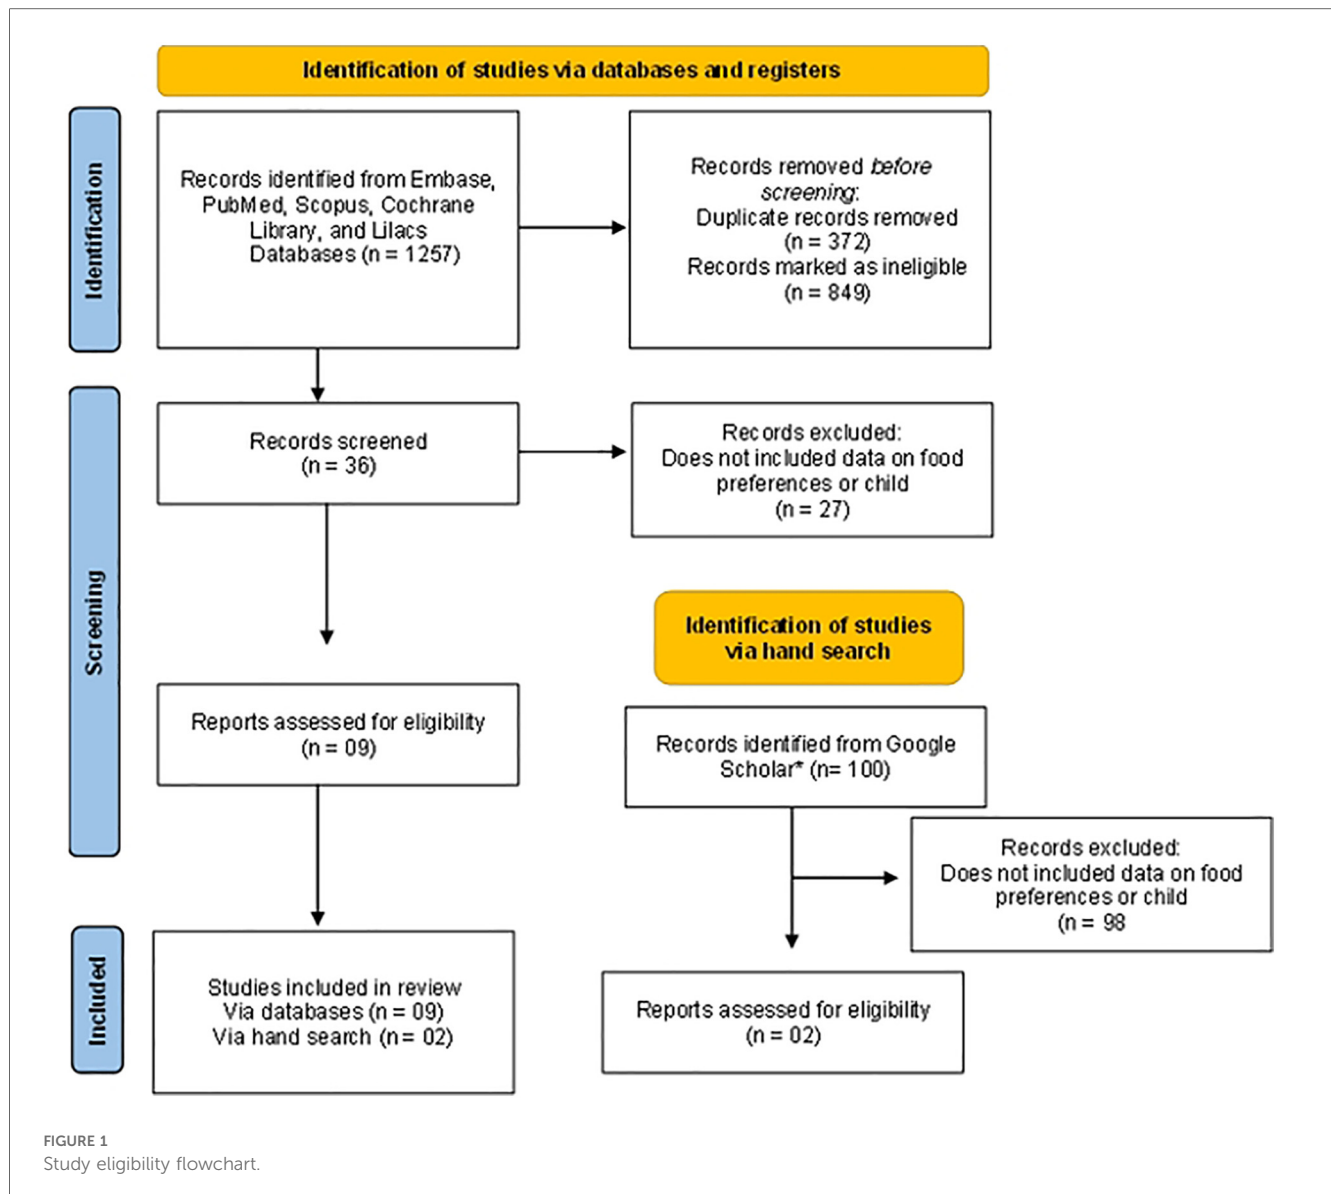 Identification of studies via databases and registers
Identification
Records identified from Embase,
PubMed, Scopus, Cochrane
Library, and Lilacs
Databases (n = 1257)
Records removed before
screening:
Duplicate records removed
(n = 372)
Records marked as ineligible
(n = 849)
Screening
Records screened
(n = 36)
Records excluded:
Does not included data on food
preferences or child
(n = 27)
Reports assessed for eligibility
(n = 09)
Identification of studies
via hand search
Records identified from Google
Scholar* (n= 100)
Records excluded:
Does not included data on food
preferences or child
(n = 98
Reports assessed for eligibility
(n = 02)
Included
Studies included in review
Via databases (n = 09)
Via hand search (n = 02)
FIGURE 1
Study eligibility flowchart.